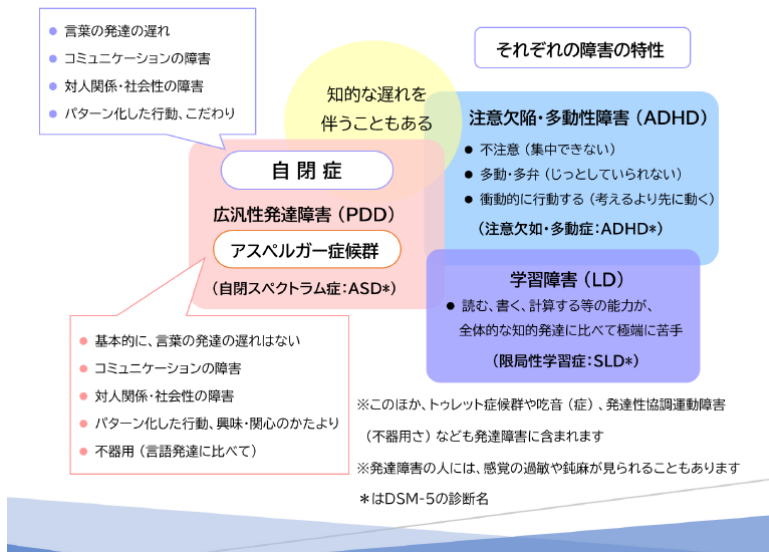 ● 言葉の発達の遅れ
● コミュニケーションの障害
● 対人関係・社会性の障害
● パターン化した行動、こだわり
それぞれの障害の特性
知的な遅れを
伴うこともある
自閉症
広汎性発達障害(PDD)
アスペルガー症候群
(自閉スペクトラム症:ASD*)
注意欠陥・多動性障害(ADHD)
● 不注意(集中できない)
● 多動・多弁(じっとしていられない)
● 衝動的に行動する(考えるより先に動く)
(注意欠如・多動症:ADHD*)
学習障害(LD)
● 読む、書く、計算する等の能力が、
全体的な知的発達に比べて極端に苦手
(限局性学習症:SLD*)
● 基本的に、言葉の発達の遅れはない
● コミュニケーションの障害
● 対人関係・社会性の障害
● パターン化した行動、興味・関心のかたより
● 不器用(言語発達に比べて)
※このほか、トゥレット症候群や吃音(症)、発達性協調運動障害
(不器用さ)なども発達障害に含まれます
※発達障害の人には、感覚の過敏や鈍麻が見られることもあります
*はDSM-5の診断名